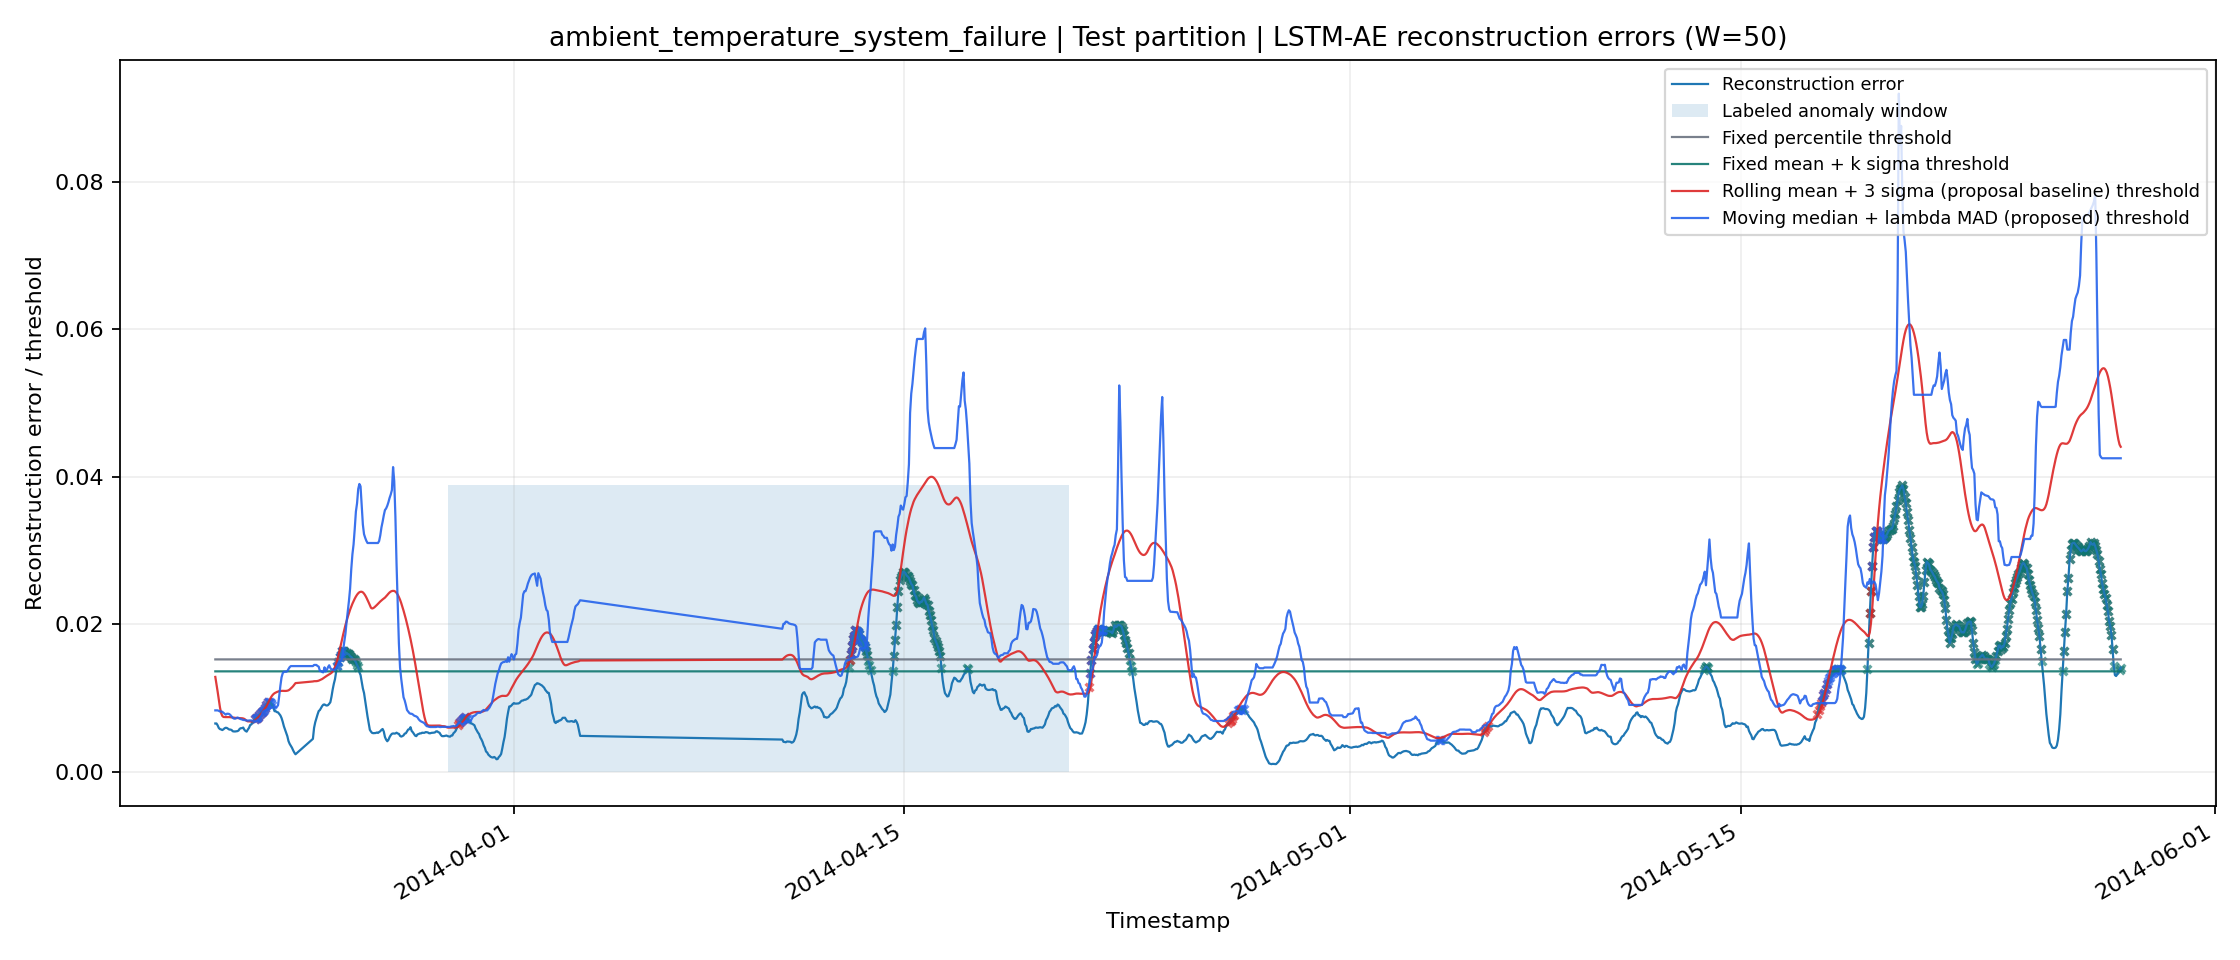 ambient_temperature_system_failure | Test partition | LSTM-AE reconstruction errors (W=50)
Reconstruction error
Labeled anomaly window
Fixed percentile threshold
Fixed mean + k sigma threshold
Rolling mean + 3 sigma (proposal baseline) threshold
Moving median + lambda MAD (proposed) threshold
Reconstruction error / threshold
0.08
0.06
0.04
0.02
0.00
2014-04-01
2014-04-15
2014-05-01
2014-05-15
2014-06-01
Timestamp